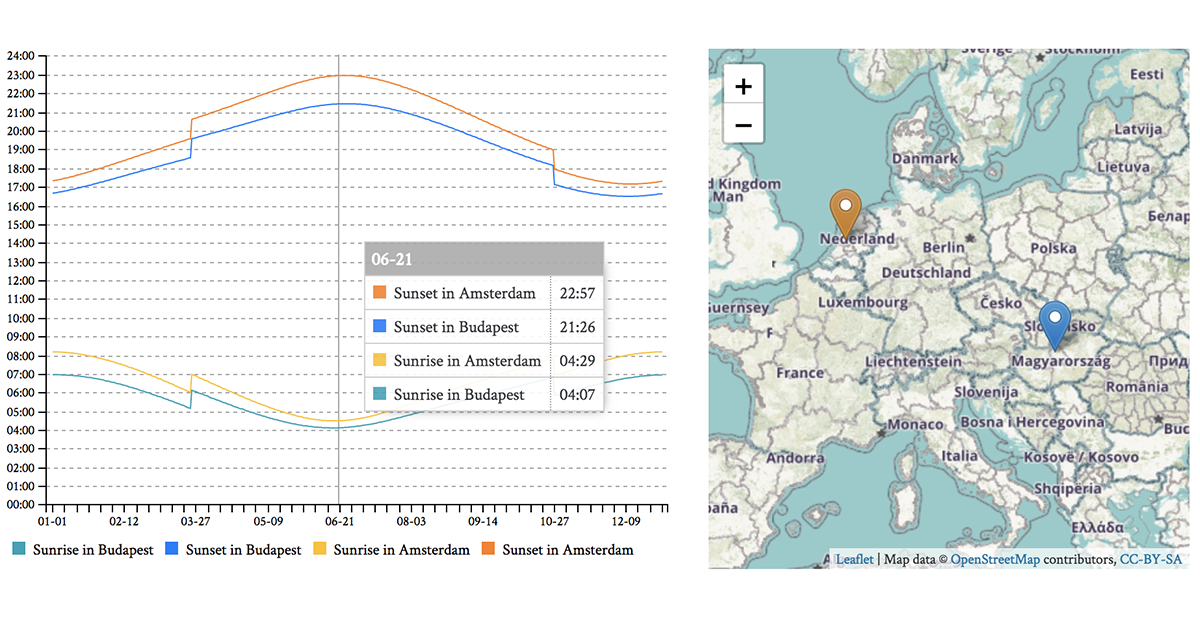 24:00
23:00
22:00
21:00
20:00
19:00
18:00
17:00
16:00
15:00
14:00
13:00
12:00
11:00
10:00
09:00
08:00
07:00
06:00
05:00
04:00
03:00
02:00
01:00
00:00
01-01 02-12 03-27 05-09 06-21 08-03 09-14 10-27 12-09
06-21
Sunset in Amsterdam 22:57
Sunset in Budapest 21:26
Sunrise in Amsterdam 04:29
Sunrise in Budapest 04:07
Sunrise in Budapest Sunset in Budapest Sunrise in Amsterdam Sunset in Amsterdam
+
−
Sverige
Stockholm
Eesti
Latvija
Danmark
Lietuva
d Kingdom
Man
Nederland
Berlin
Polska
Белар
Deutschland
Luxembourg
Česko
Guernsey
F
France
Liechtenstein
Magyarország
Прид
Slovenija
România
Monaco
Bosna i Hercegovina
Buc
Andorra
Italia
Kosovë / Kosovo
Shqipëria
paña
Ελλάδα
Leaflet | Map data © OpenStreetMap contributors, CC-BY-SA